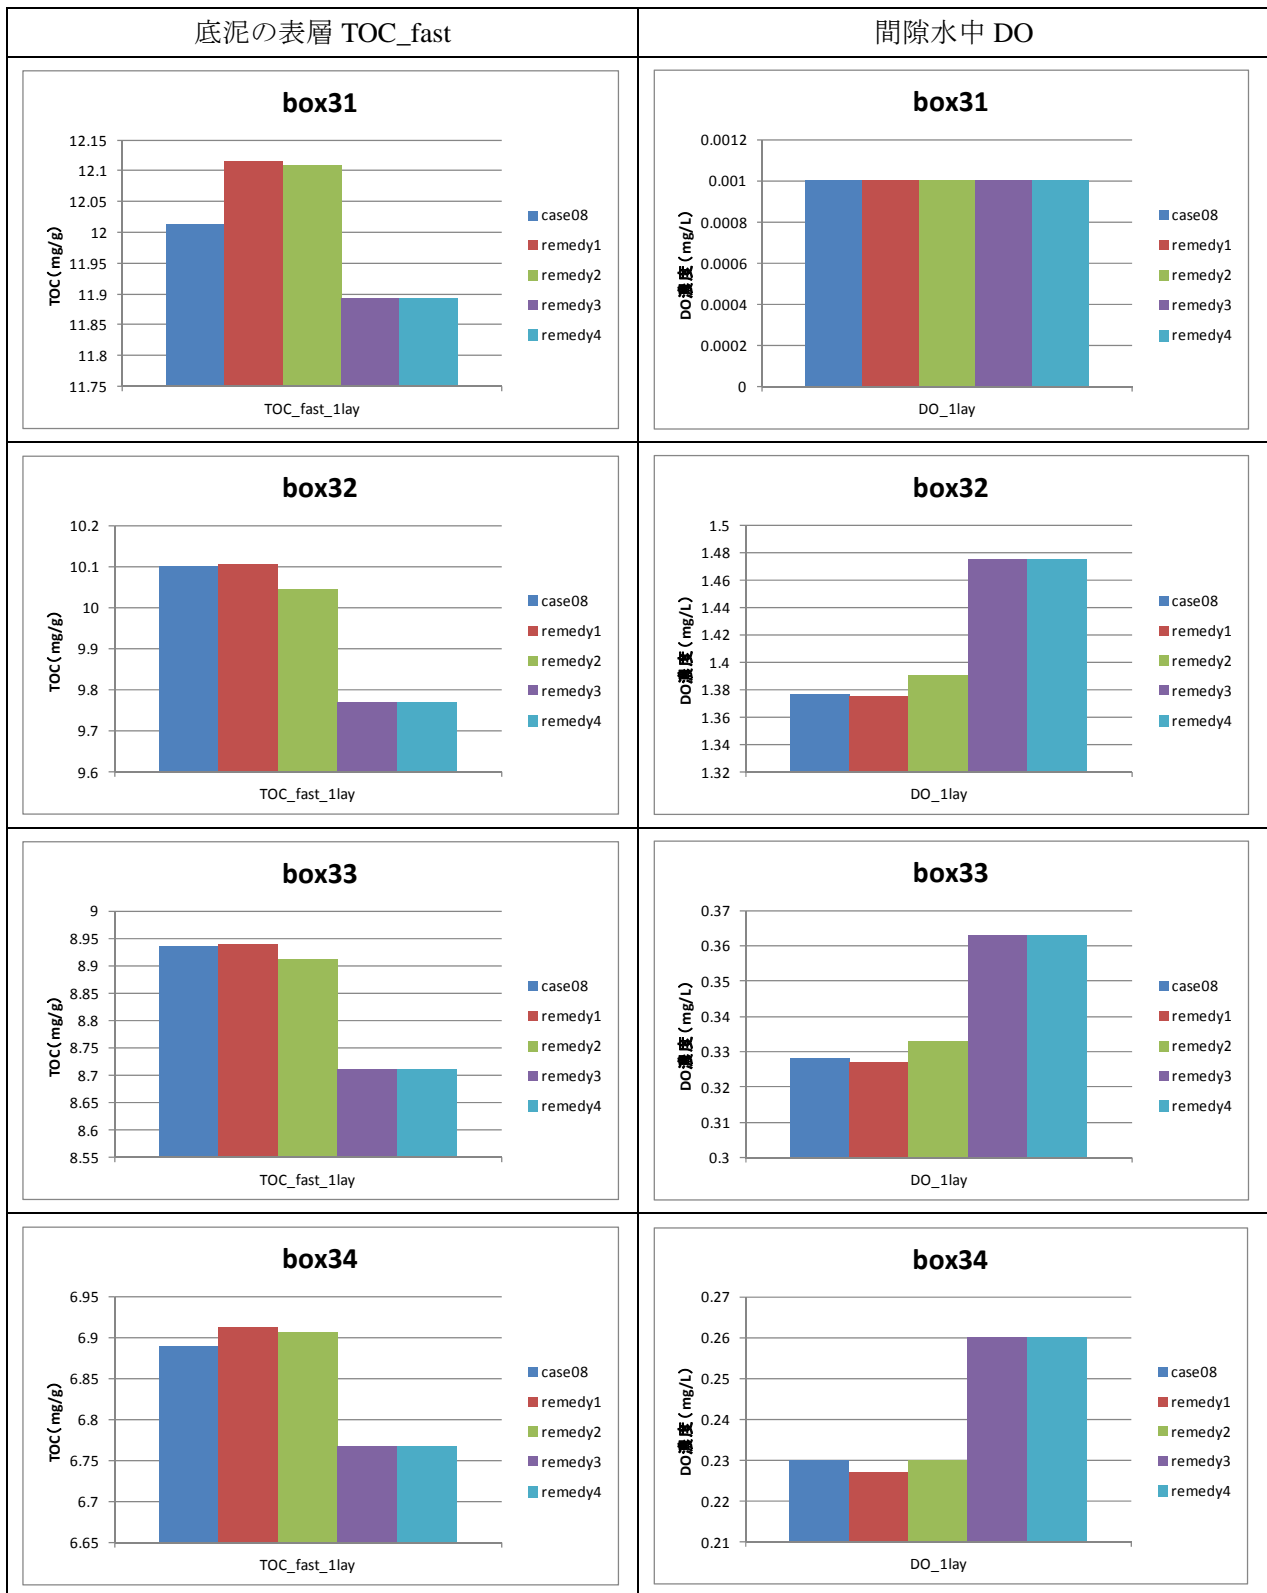 底泥の表層 TOC_fast
間隙水中 DO
box31
TOC(mg/g)
12.15
12.1
12.05
12
11.95
11.9
11.85
11.8
11.75
TOC_fast_1lay
case08
remedy1
remedy2
remedy3
remedy4
box31
DO濃度(mg/L)
0.0012
0.001
0.0008
0.0006
0.0004
0.0002
0
DO_1lay
case08
remedy1
remedy2
remedy3
remedy4
box32
TOC(mg/g)
10.2
10.1
10
9.9
9.8
9.7
9.6
TOC_fast_1lay
case08
remedy1
remedy2
remedy3
remedy4
box32
DO濃度(mg/L)
1.5
1.48
1.46
1.44
1.42
1.4
1.38
1.36
1.34
1.32
DO_1lay
case08
remedy1
remedy2
remedy3
remedy4
box33
TOC(mg/g)
9
8.95
8.9
8.85
8.8
8.75
8.7
8.65
8.6
8.55
TOC_fast_1lay
case08
remedy1
remedy2
remedy3
remedy4
box33
DO濃度(mg/L)
0.37
0.36
0.35
0.34
0.33
0.32
0.31
0.3
DO_1lay
case08
remedy1
remedy2
remedy3
remedy4
box34
TOC(mg/g)
6.95
6.9
6.85
6.8
6.75
6.7
6.65
TOC_fast_1lay
case08
remedy1
remedy2
remedy3
remedy4
box34
DO濃度(mg/L)
0.27
0.26
0.25
0.24
0.23
0.22
0.21
DO_1lay
case08
remedy1
remedy2
remedy3
remedy4